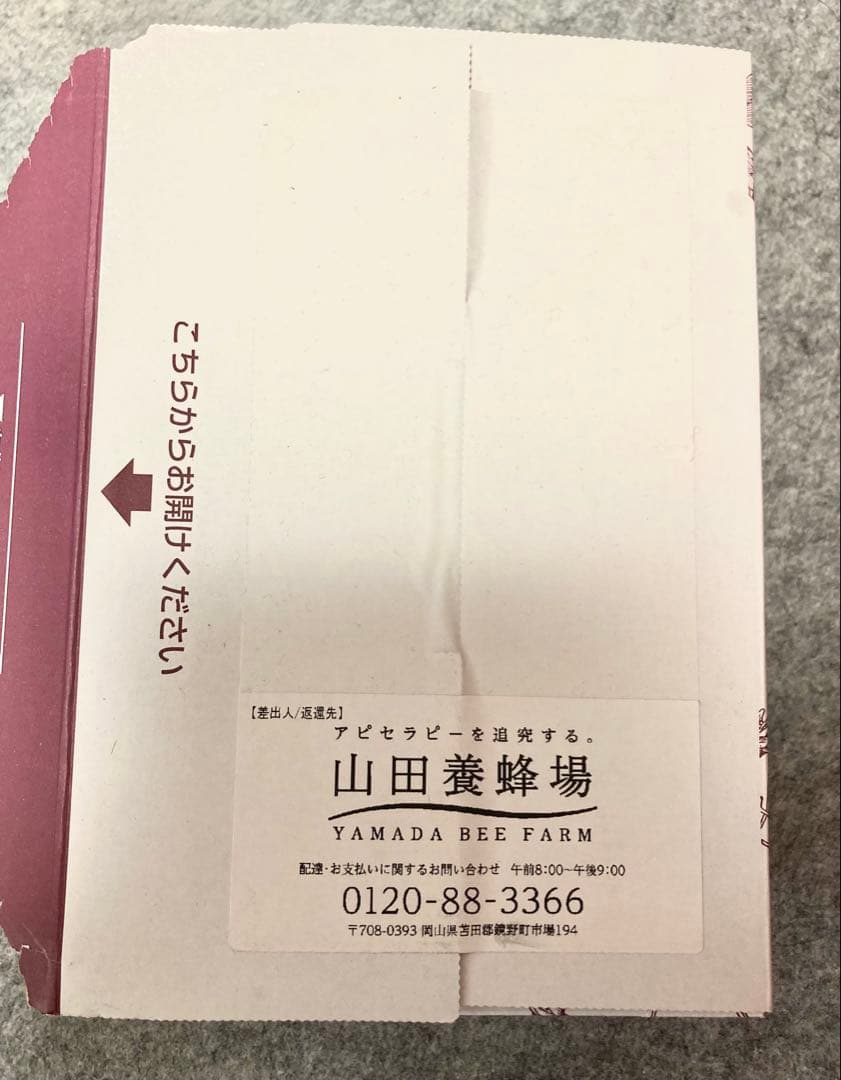 こちらからお開けください
【差出人/返還先】
アピセラピーを追究する。
山田養蜂場
YAMADA BEE FARM
配達・お支払いに関するお問い合わせ 午前8:00~午後9:00
0120-88-3366
〒708-0393 岡山県苫田郡鏡野町市場194